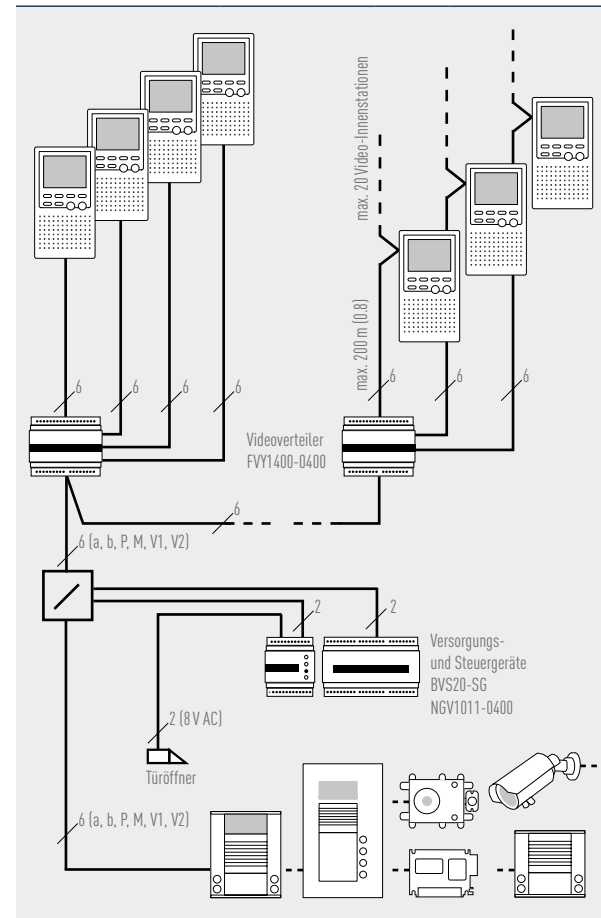 max. 20 Video-Innenstationen
max. 200 m (0.8)
6
6
6
6
6
6
6
Videoverteiler
FVY1400-0400
6
6 (a, b, P, M, V1, V2)
2
2
Versorgungs-
und Steuergeräte
BVS20-SG
NGV1011-0400
2 (8 V AC)
Türöffner
6 (a, b, P, M, V1, V2)